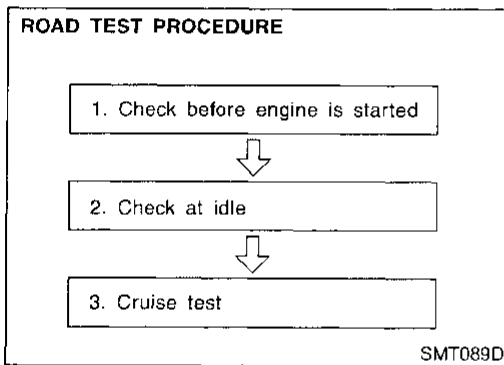 ROAD TEST PROCEDURE
1. Check before engine is started
2. Check at idle
3. Cruise test
SMT089D